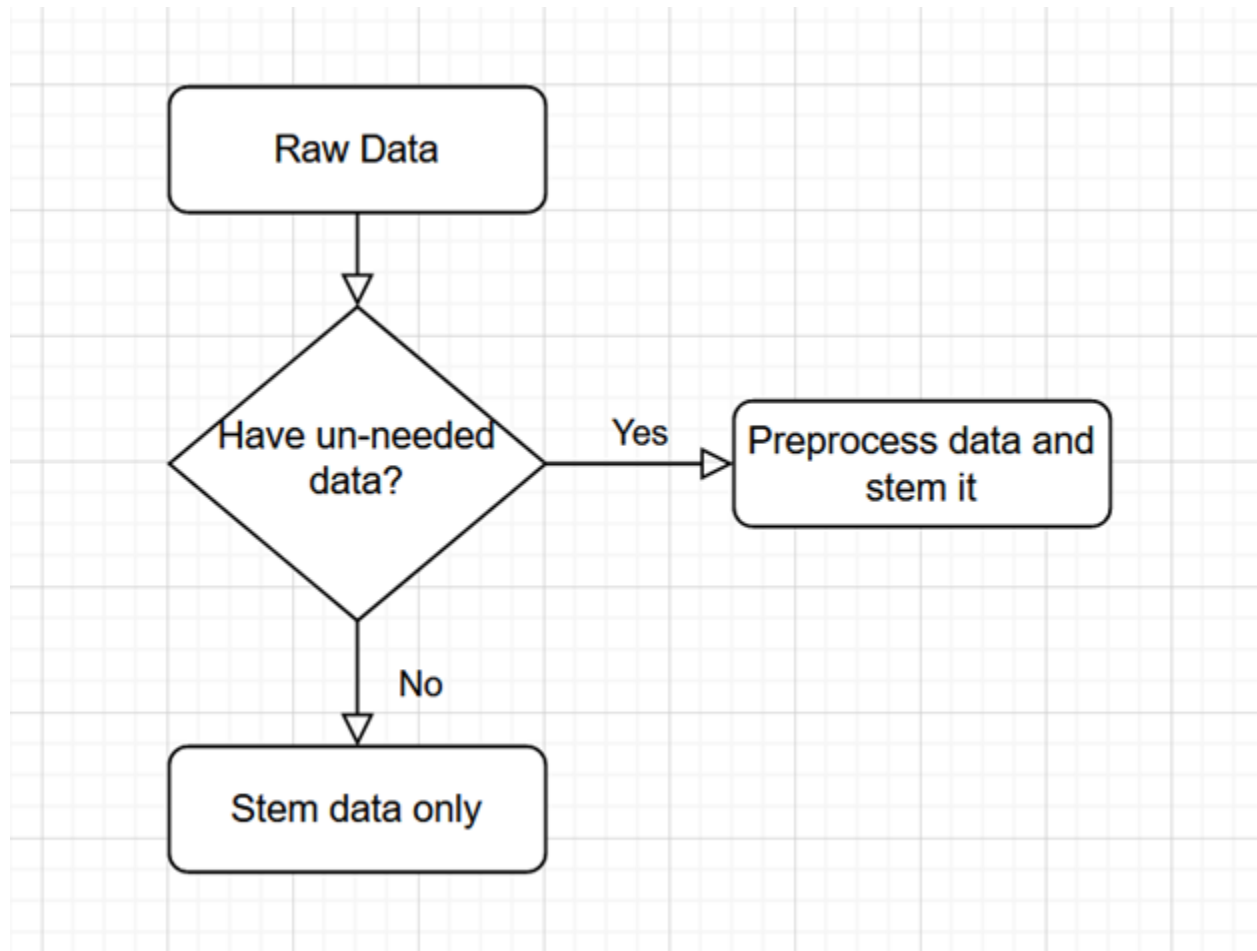 Raw Data
Have un-needed
data?
Yes
Preprocess data and
stem it
No
Stem data only